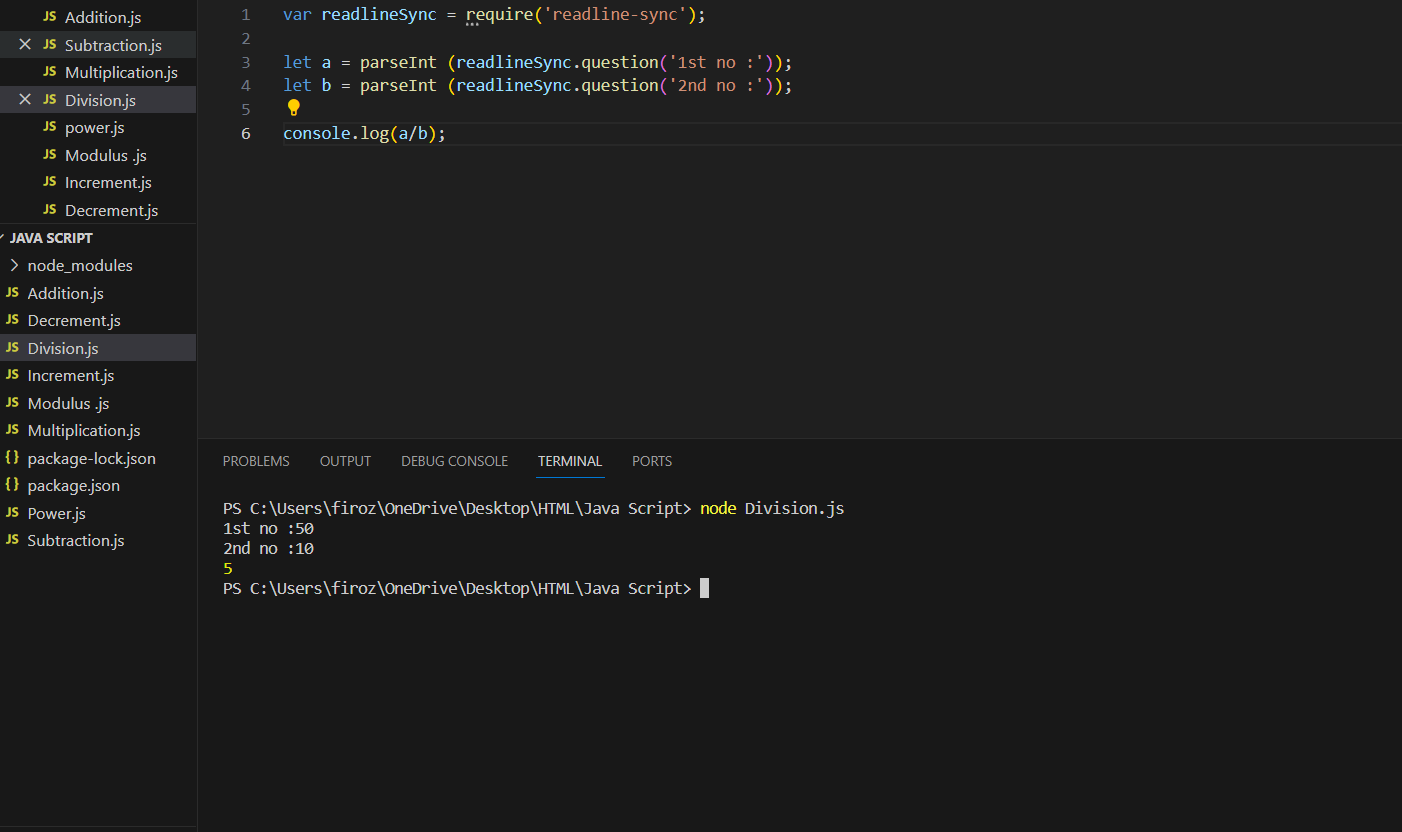 JS Addition.js
JS Subtraction.js
JS Multiplication.js
JS Division.js
JS power.js
JS Modulus .js
JS Increment.js
JS Decrement.js
JAVA SCRIPT
node_modules
JS Addition.js
JS Decrement.js
JS Division.js
JS Increment.js
JS Modulus .js
JS Multiplication.js
{} package-lock.json
{} package.json
JS Power.js
JS Subtraction.js
1 var readlineSync = require('readline-sync');
2
3 let a = parseInt (readlineSync.question('1st no :'));
4 let b = parseInt (readlineSync.question('2nd no :'));
5
6 console.log(a/b);
PROBLEMS OUTPUT DEBUG CONSOLE TERMINAL PORTS
PS C:\Users\firoz\OneDrive\Desktop\HTML\Java Script> node Division.js
1st no :50
2nd no :10
5
PS C:\Users\firoz\OneDrive\Desktop\HTML\Java Script>